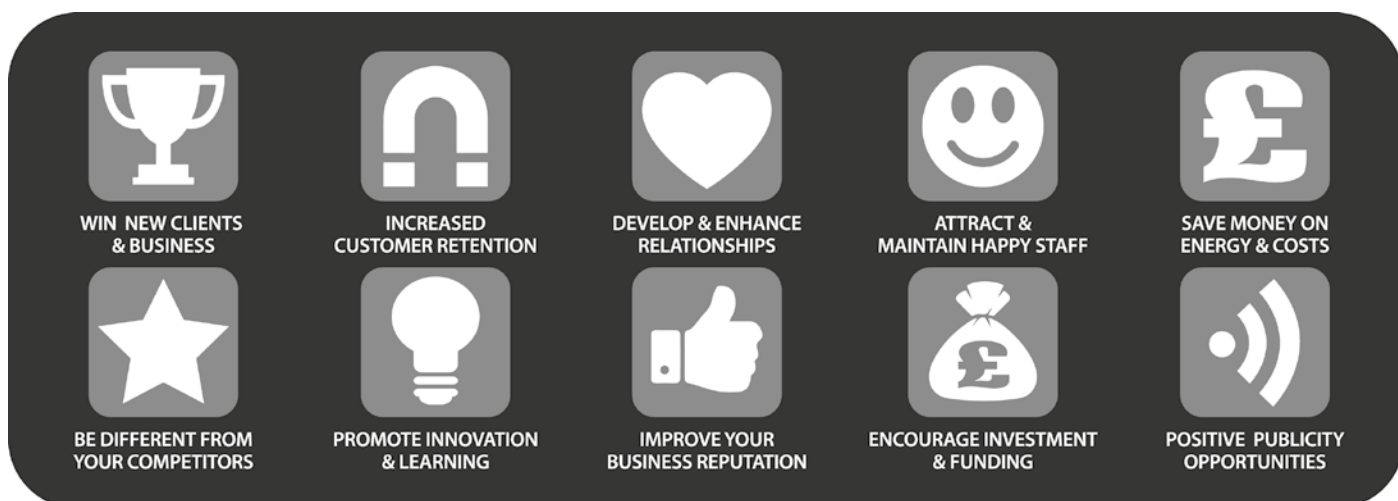 WIN NEW CLIENTS
& BUSINESS
INCREASED
CUSTOMER RETENTION
DEVELOP & ENHANCE
RELATIONSHIPS
ATTRACT &
MAINTAIN HAPPY STAFF
£
SAVE MONEY ON
ENERGY & COSTS
BE DIFFERENT FROM
YOUR COMPETITORS
PROMOTE INNOVATION
& LEARNING
IMPROVE YOUR
BUSINESS REPUTATION
£
ENCOURAGE INVESTMENT
& FUNDING
POSITIVE PUBLICITY
OPPORTUNITIES